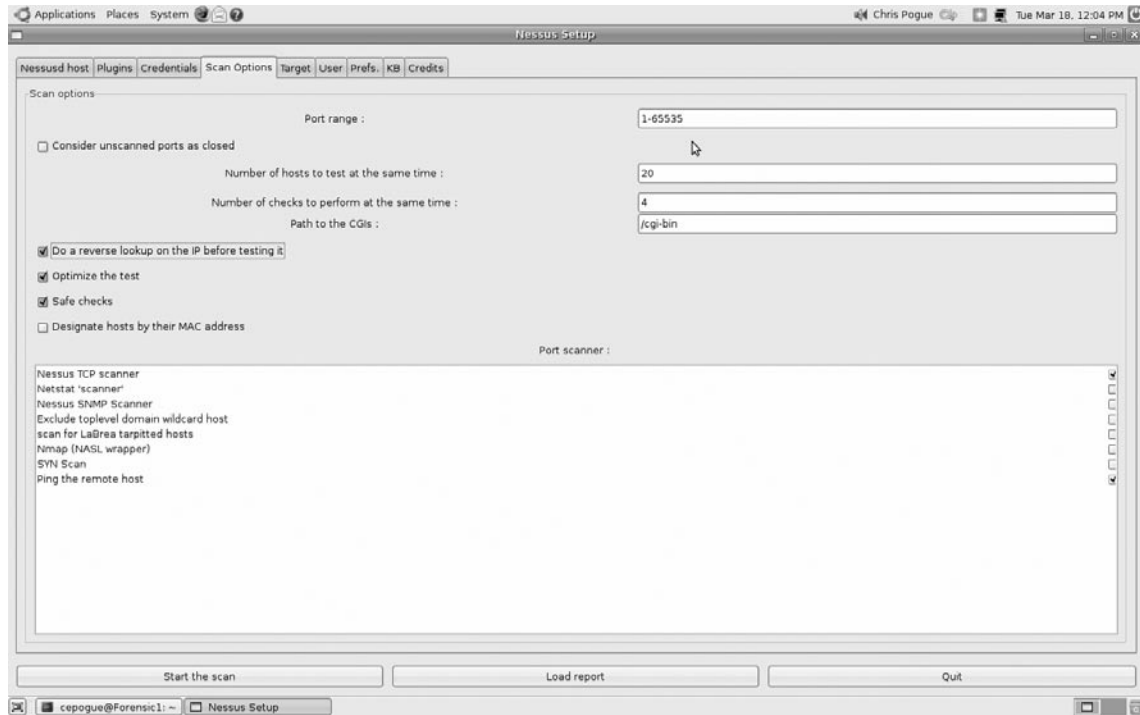 Applications Places System Chris Pogue Tue Mar 18, 12:04 PM
Nessus Setup
Nessusd host Plugins Credentials Scan Options Target User Prefs. KB Credits
Scan options
Port range : 1-65535
Consider unscanned ports as closed
Number of hosts to test at the same time : 20
Number of checks to perform at the same time : 4
Path to the CGIs : /cgi-bin
Do a reverse lookup on the IP before testing it
Optimize the test
Safe checks
Designate hosts by their MAC address
Port scanner :
Nessus TCP scanner
Netstat 'scanner'
Nessus SNMP Scanner
Exclude toplevel domain wildcard host
scan for LaBrea tarpitted hosts
Nmap (NASL wrapper)
SYN Scan
Ping the remote host
Start the scan Load report Quit
cepogue@Forensic1: ~ Nessus Setup